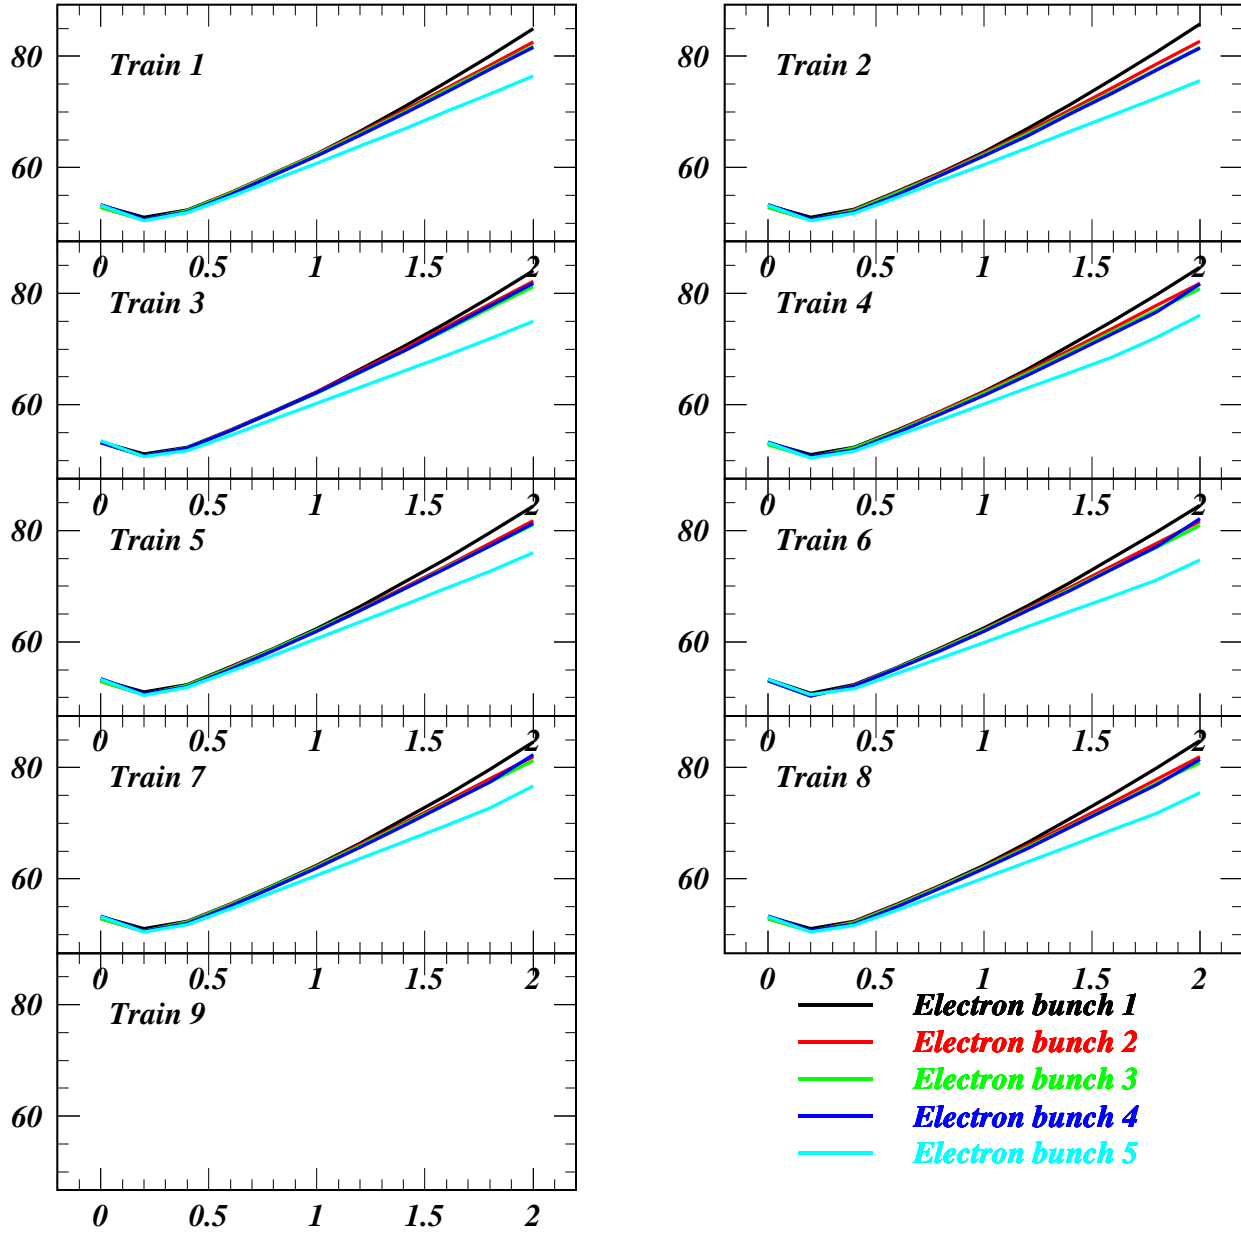 80
Train 1
60
80
Train 2
60
0 0.5 1 1.5 2
0 0.5 1 1.5 2
80
Train 3
60
80
Train 4
60
0 0.5 1 1.5 2
0 0.5 1 1.5 2
80
Train 5
60
80
Train 6
60
0 0.5 1 1.5 2
0 0.5 1 1.5 2
80
Train 7
60
80
Train 8
60
0 0.5 1 1.5 2
0 0.5 1 1.5 2
80
Train 9
60
0 0.5 1 1.5 2
Electron bunch 1
Electron bunch 2
Electron bunch 3
Electron bunch 4
Electron bunch 5